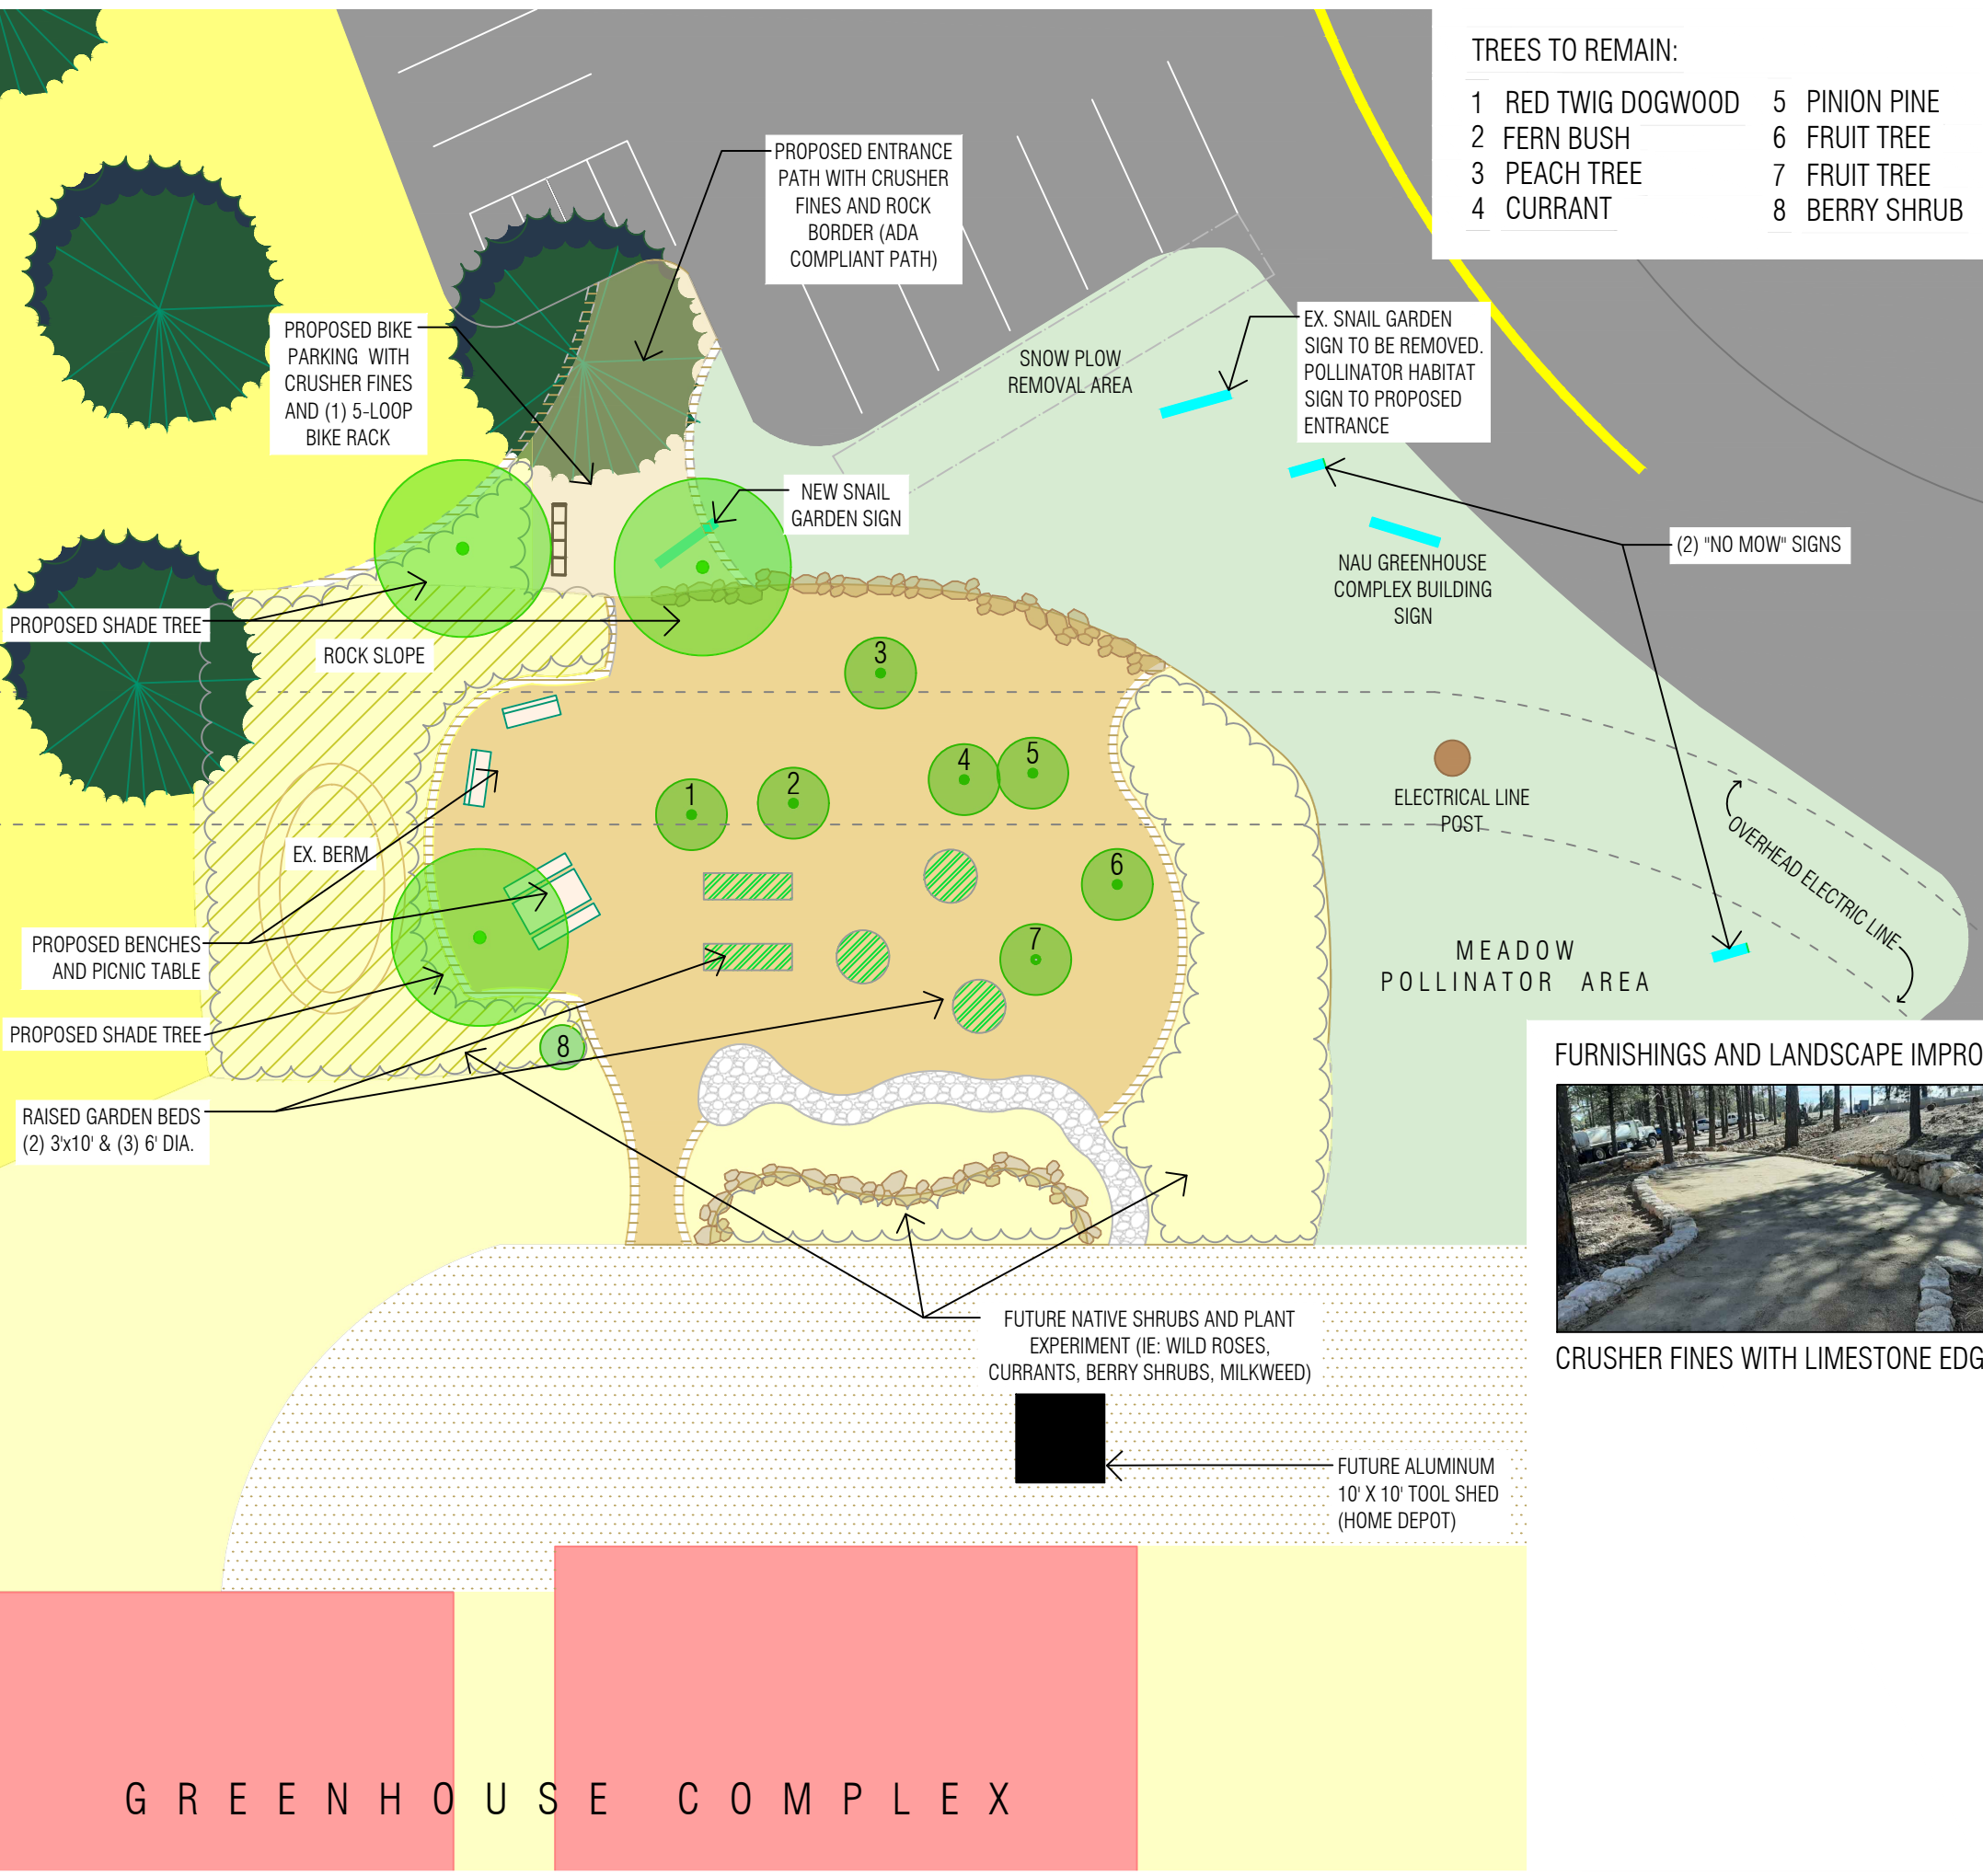 TREES TO REMAIN:
1 RED TWIG DOGWOOD
2 FERN BUSH
3 PEACH TREE
4 CURRANT
5 PINION PINE
6 FRUIT TREE
7 FRUIT TREE
8 BERRY SHRUB
PROPOSED ENTRANCE
PATH WITH CRUSHER
FINES AND ROCK
BORDER (ADA
COMPLIANT PATH)
PROPOSED BIKE
PARKING WITH
CRUSHER FINES
AND (1) 5-LOOP
BIKE RACK
SNOW PLOW
REMOVAL AREA
EX. SNAIL GARDEN
SIGN TO BE REMOVED.
POLLINATOR HABITAT
SIGN TO PROPOSED
ENTRANCE
NEW SNAIL
GARDEN SIGN
(2) "NO MOW" SIGNS
NAU GREENHOUSE
COMPLEX BUILDING
SIGN
PROPOSED SHADE TREE
ROCK SLOPE
3
4
5
1
2
6
7
8
ELECTRICAL LINE
POST
OVERHEAD ELECTRIC LINE
EX. BERM
PROPOSED BENCHES
AND PICNIC TABLE
MEADOW
POLLINATOR AREA
PROPOSED SHADE TREE
RAISED GARDEN BEDS
(2) 3'x10' & (3) 6' DIA.
FURNISHINGS AND LANDSCAPE IMPRO
CRUSHER FINES WITH LIMESTONE EDG
FUTURE NATIVE SHRUBS AND PLANT
EXPERIMENT (IE: WILD ROSES,
CURRANTS, BERRY SHRUBS, MILKWEED)
FUTURE ALUMINUM
10' X 10' TOOL SHED
(HOME DEPOT)
GREENHOUSE COMPLEX